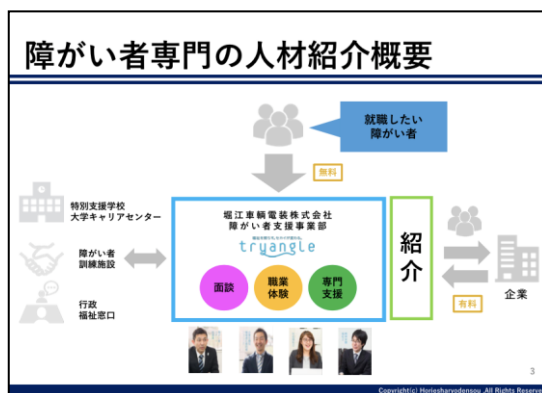 障がい者専門の人材紹介概要
就職したい
障がい者
無料
特別支援学校
大学キャリアセンター
障がい者
訓練施設
行政
福祉窓口
堀江車輌電装株式会社
障がい者支援事業部
tryangle
面談
職業
体験
専門
支援
紹介
有料
企業
3
Copyright(c) Horiesharyodensou ,All Rights Reserve